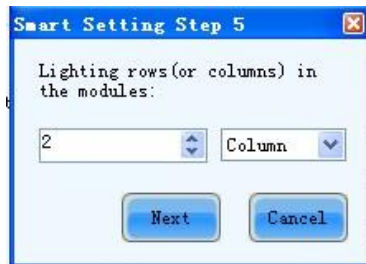 Smart Setting Step 5
Lighting rows(or columns) in
the modules:
2 Column
Next Cancel